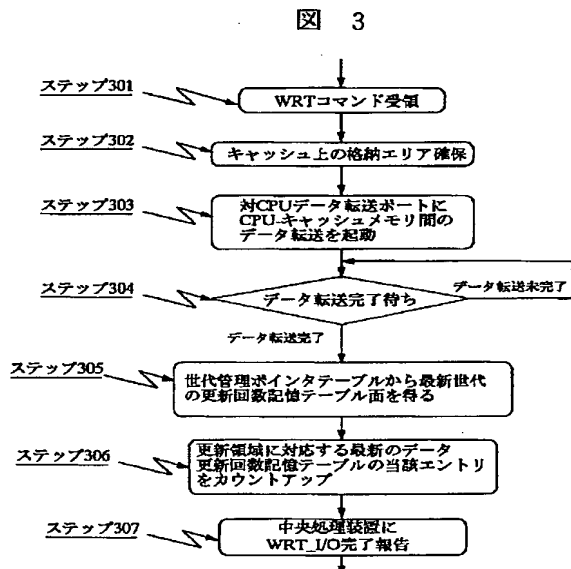 図 3
ステップ301
WRTコマンド受領
ステップ302
キャッシュ上の格納エリア確保
ステップ303
対CPUデータ転送ポートに
CPU-キャッシュメモリ間の
データ転送を起動
ステップ304
データ転送完了待ち
データ転送未完了
データ転送完了
ステップ305
世代管理ポインタテーブルから最新世代
の更新回数記憶テーブル面を得る
ステップ306
更新領域に対応する最新のデータ
更新回数記憶テーブルの当該エントリ
をカウントアップ
ステップ307
中央処理装置に
WRT_I/O完了報告